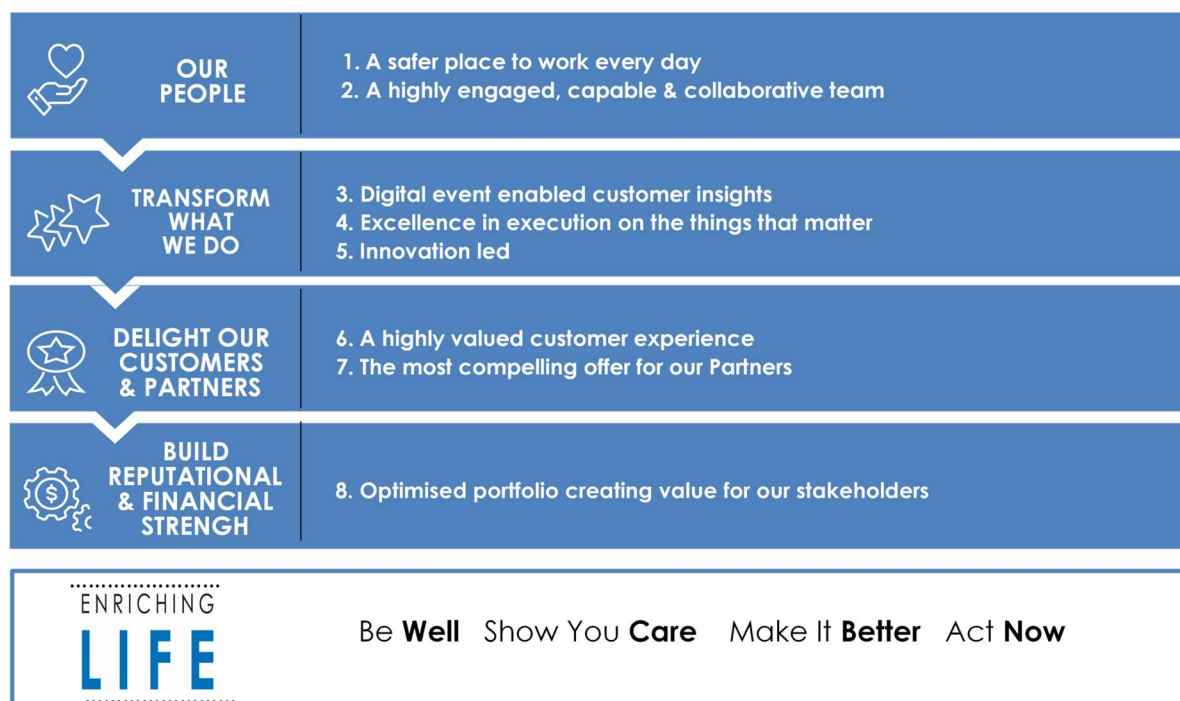 OUR
PEOPLE
1. A safer place to work every day
2. A highly engaged, capable & collaborative team
TRANSFORM
WHAT
WE DO
3. Digital event enabled customer insights
4. Excellence in execution on the things that matter
5. Innovation led
DELIGHT OUR
CUSTOMERS
& PARTNERS
6. A highly valued customer experience
7. The most compelling offer for our Partners
BUILD
REPUTATIONAL
& FINANCIAL
STRENGH
$
8. Optimised portfolio creating value for our stakeholders
ENRICHING
LIFE
Be Well Show You Care Make It Better Act Now